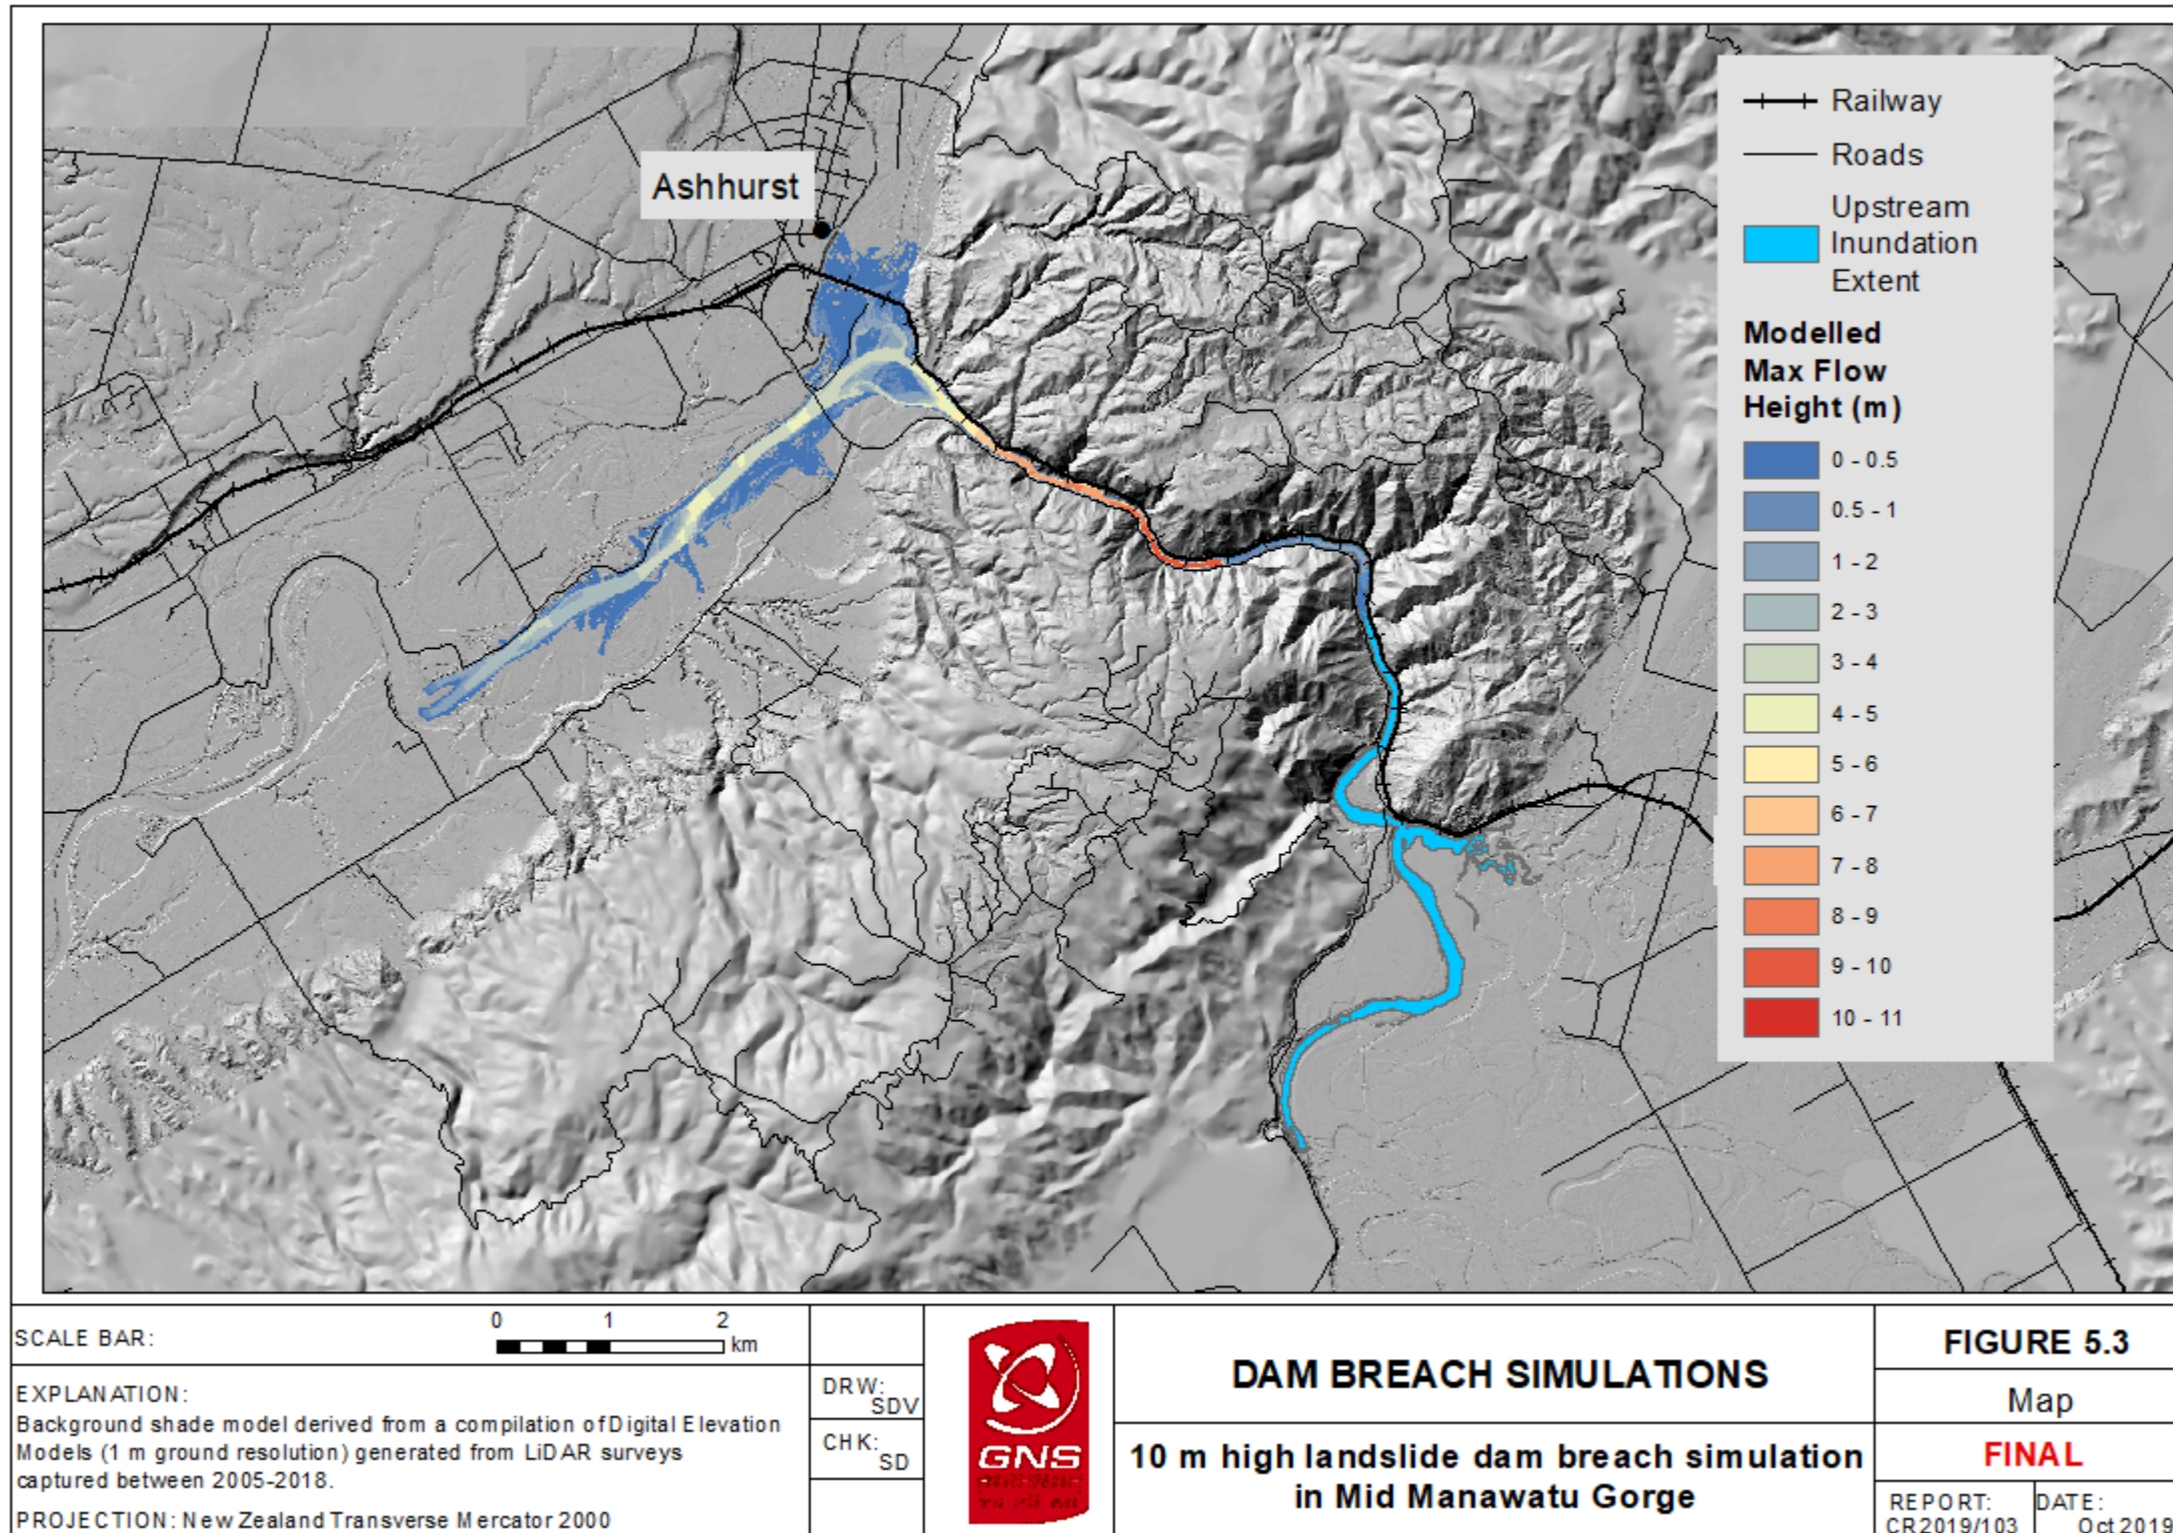 Ashhurst
Railway
Roads
Upstream
Inundation
Extent
Modelled
Max Flow
Height (m)
0 - 0.5
0.5 - 1
1 - 2
2 - 3
3 - 4
4 - 5
5 - 6
6 - 7
7 - 8
8 - 9
9 - 10
10 - 11
SCALE BAR:
0 1 2
km
EXPLANATION:
Background shade model derived from a compilation of Digital Elevation
Models (1 m ground resolution) generated from LiDAR surveys
captured between 2005-2018.
PROJECTION: New Zealand Transverse Mercator 2000
DRW:
SDV
CHK:
SD
GNS
DAM BREACH SIMULATIONS
10 m high landslide dam breach simulation
in Mid Manawatu Gorge
FIGURE 5.3
Map
FINAL
REPORT:
CR2019/103
DATE:
Oct 2019